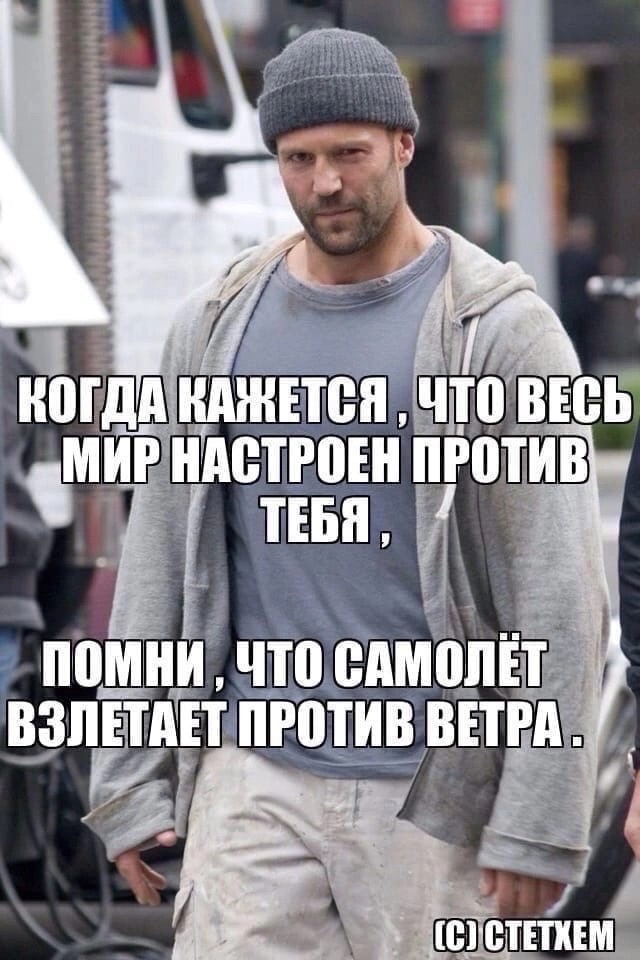 КОГДА КАЖЕТСЯ , ЧТО ВЕСЬ
МИР НАСТРОЕН ПРОТИВ
ТЕБЯ ,
ПОМНИ , ЧТО САМОЛЁТ
ВЗЛЕТАЕТ ПРОТИВ ВЕТРА .
(C) СТЕТХЕМ